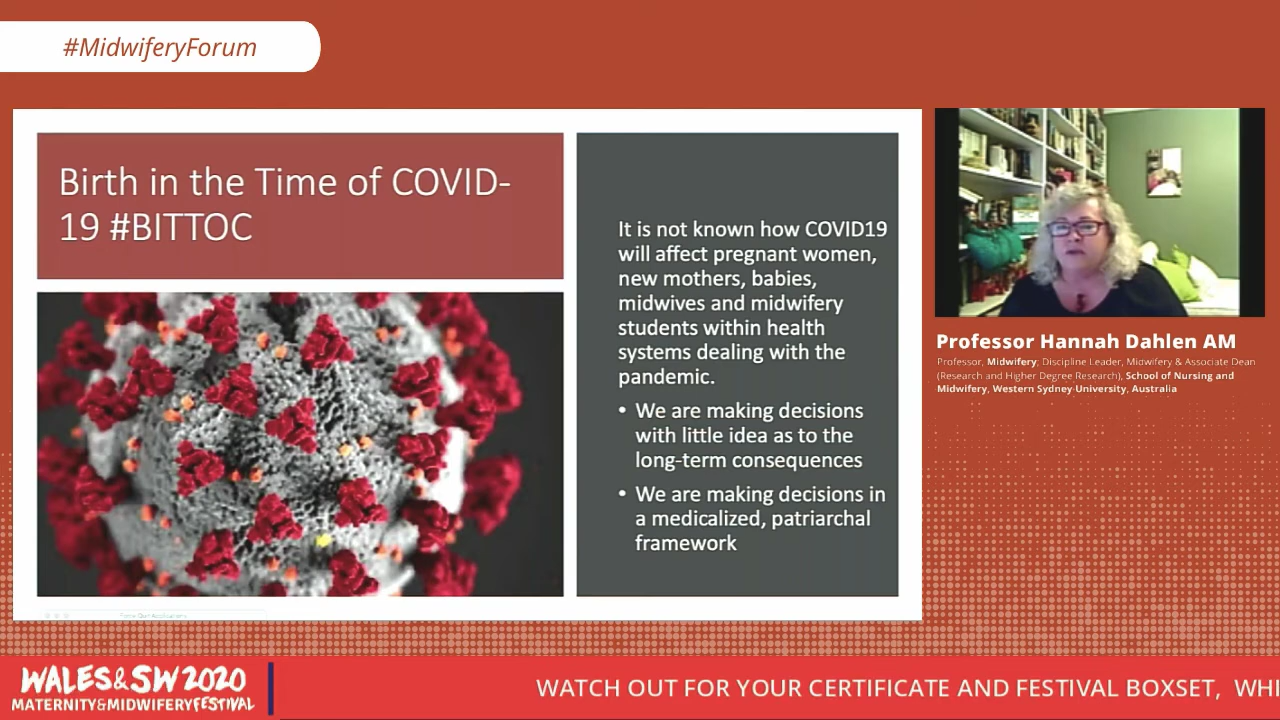 #MidwiferyForum
Birth in the Time of COVID-
19 #BITTOC
It is not known how COVID19
will affect pregnant women,
new mothers, babies,
midwives and midwifery
students within health
systems dealing with the
pandemic.
• We are making decisions
with little idea as to the
long-term consequences
• We are making decisions in
a medicalized, patriarchal
framework
Professor Hannah Dahlen AM
Professor, Midwifery; Discipline Leader, Midwifery & Associate Dean
(Research and Higher Degree Research), School of Nursing and
Midwifery, Western Sydney University, Australia
WALES&SW2020
MATERNITY&MIDWIFERYFESTIVAL
WATCH OUT FOR YOUR CERTIFICATE AND FESTIVAL BOXSET, WHI